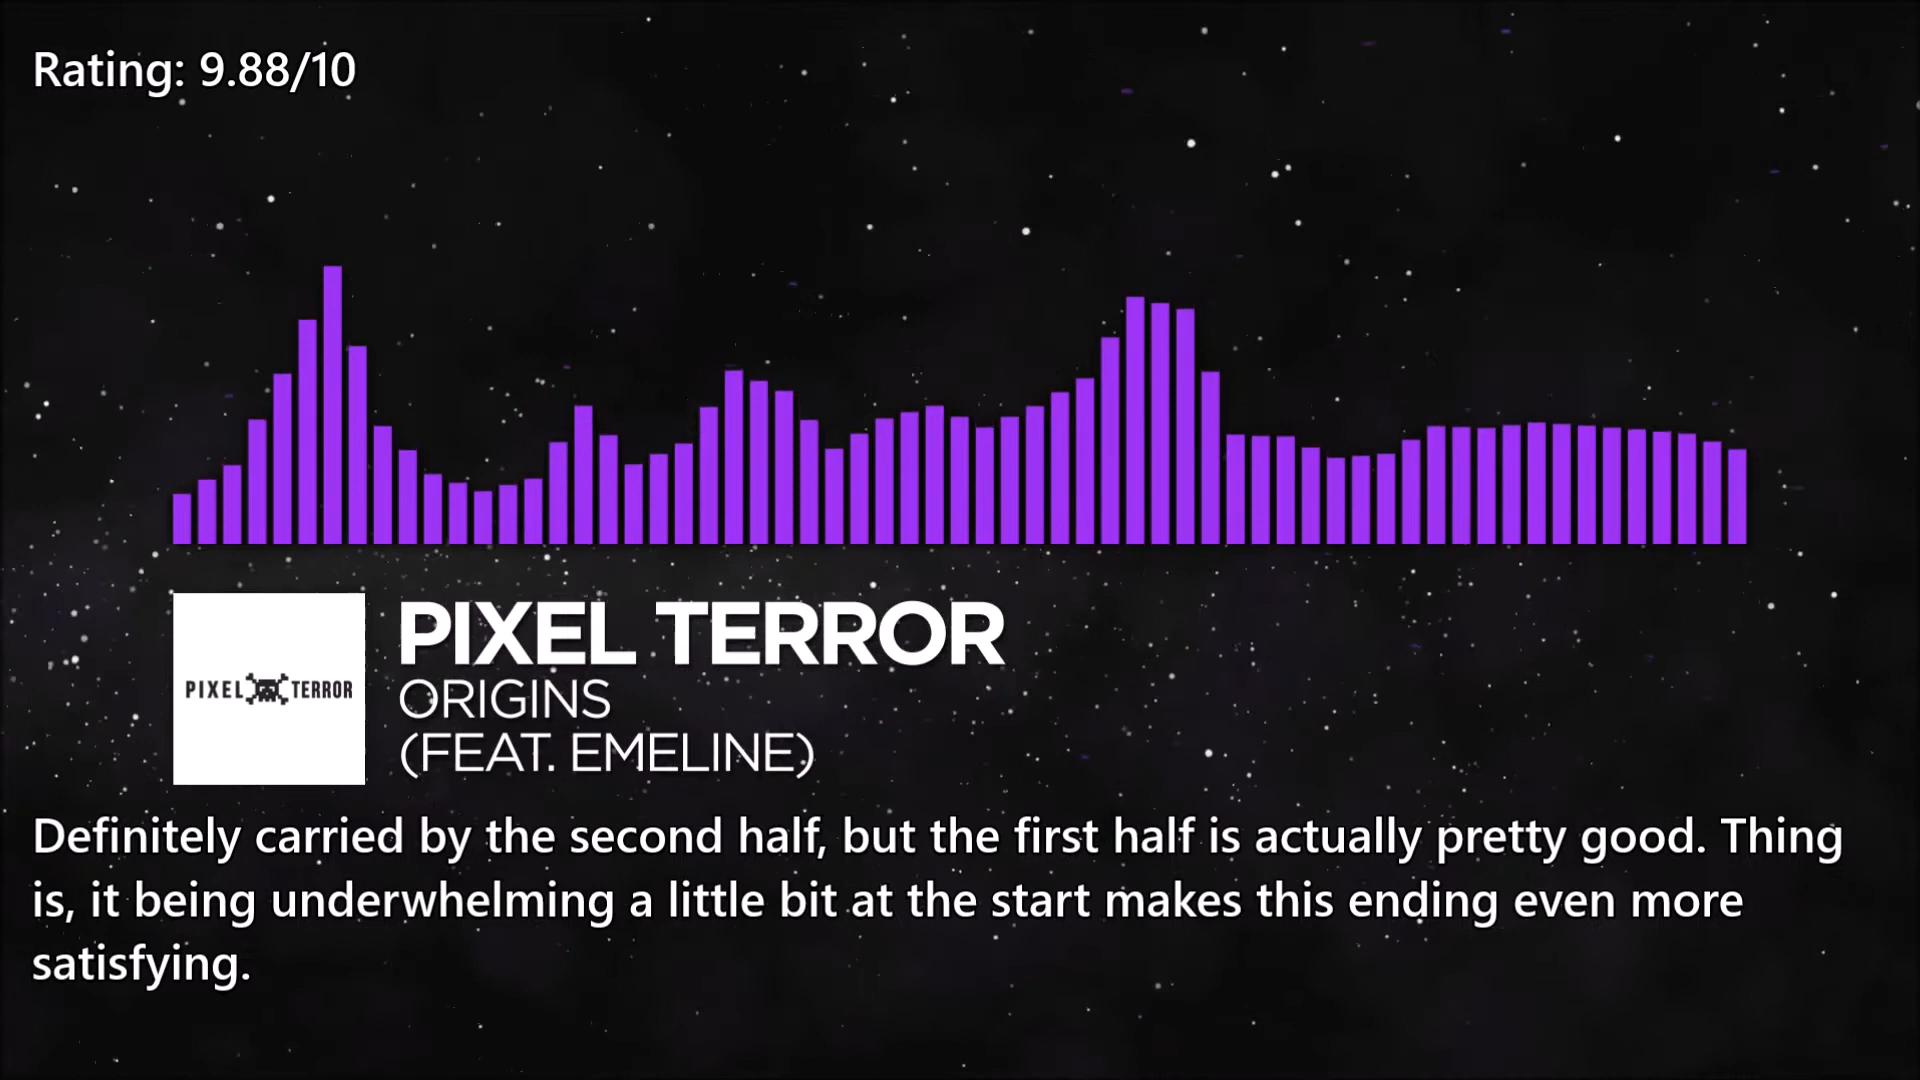 Rating: 9.88/10
PIXEL TERROR
PIXEL TERROR
ORIGINS
(FEAT. EMELINE)
Definitely carried by the second half, but the first half is actually pretty good. Thing
is, it being underwhelming a little bit at the start makes this ending even more
satisfying.